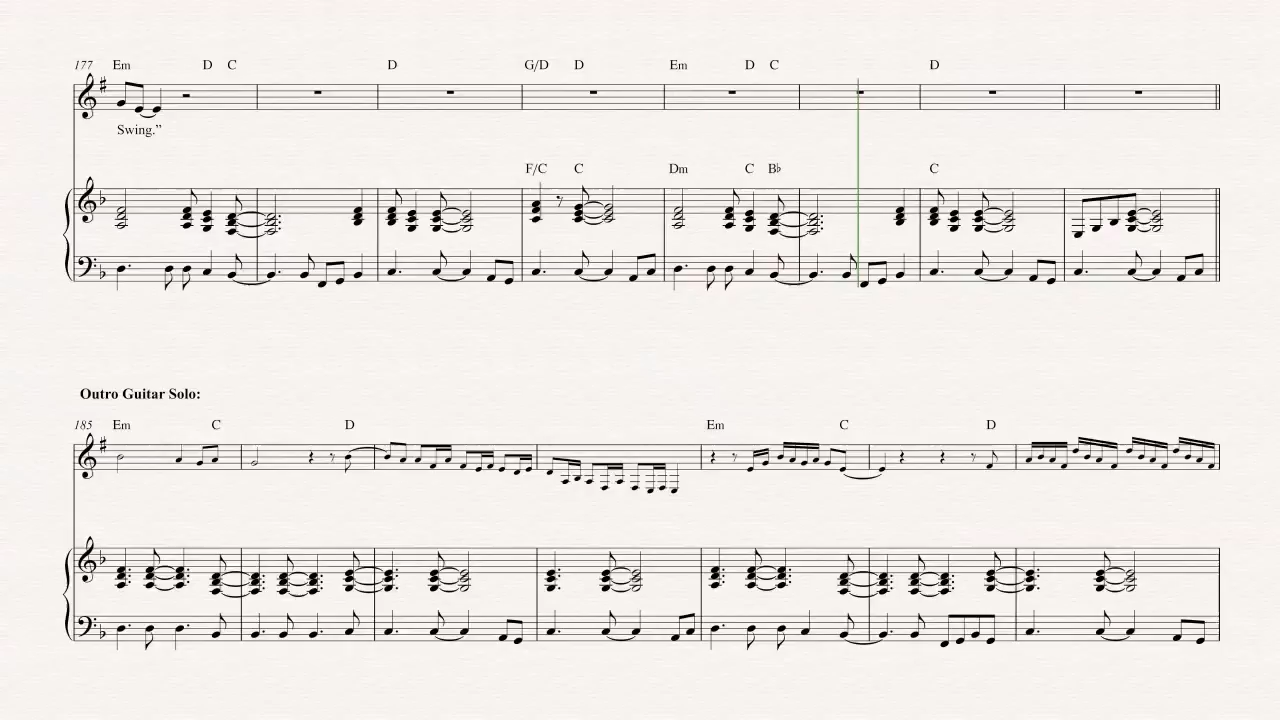 177 Em D C D G/D D Em D C D
Swing.”
F/C C Dm C B♭ C
Outro Guitar Solo:
185 Em C D Em C D